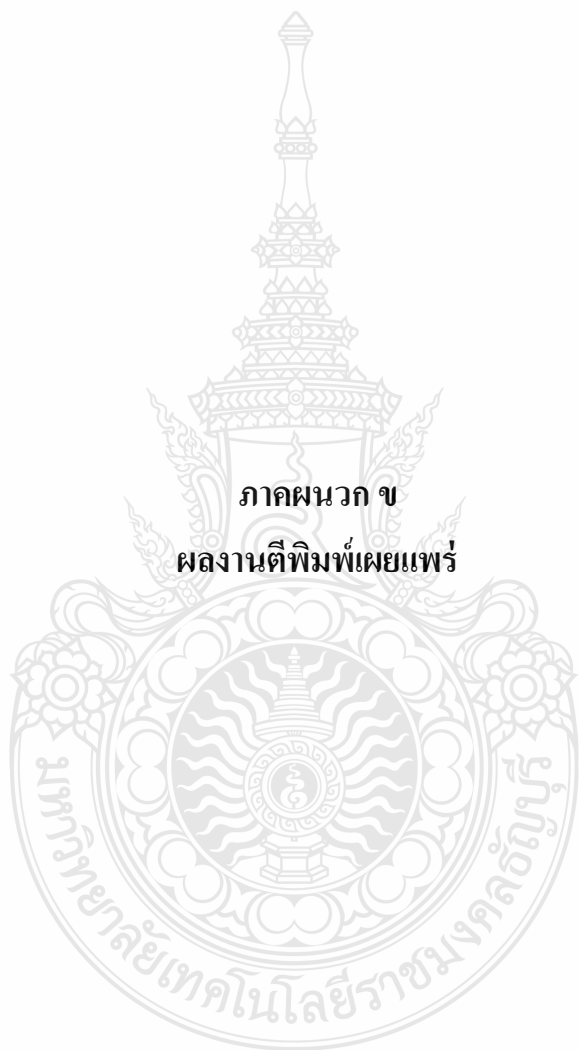 ภาคผนวก ข
ผลงานตีพิมพ์เผยแพร่
มหาวิทยาลัยเทคโนโลยีราชมงคลธัญบุรี